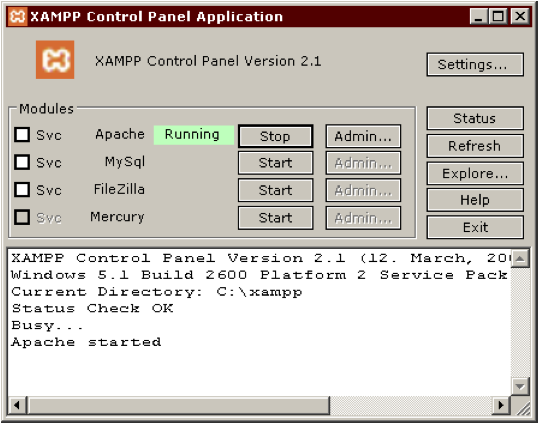 XAMPP Control Panel Application
XAMPP Control Panel Version 2.1
Settings...
Modules
Svc Apache Running Stop Admin...
Svc MySql Start Admin...
Svc FileZilla Start Admin...
Svc Mercury Start Admin...
Status
Refresh
Explore...
Help
Exit
XAMPP Control Panel Version 2.1 (12. March,
Windows 5.1 Build 2600 Platform 2 Service Pack
Current Directory: C:\xampp
Status Check OK
Busy...
Apache started